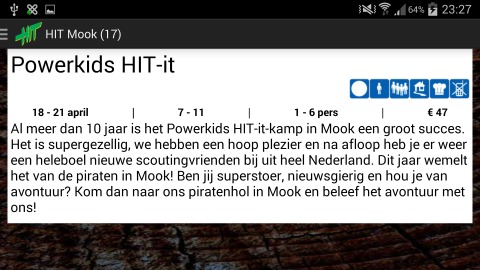 64% 23:27
HIT HIT Mook (17)
Powerkids HIT-it
18 - 21 april | 7 - 11 | 1 - 6 pers | € 47
Al meer dan 10 jaar is het Powerkids HIT-it-kamp in Mook een groot succes.
Het is supergezellig, we hebben een hoop plezier en na afloop heb je er weer
een heleboel nieuwe scoutingvrienden bij uit heel Nederland. Dit jaar wemelt
het van de piraten in Mook! Ben jij superstoer, nieuwsgierig en hou je van
avontuur? Kom dan naar ons piratenhol in Mook en beleef het avontuur met
ons!